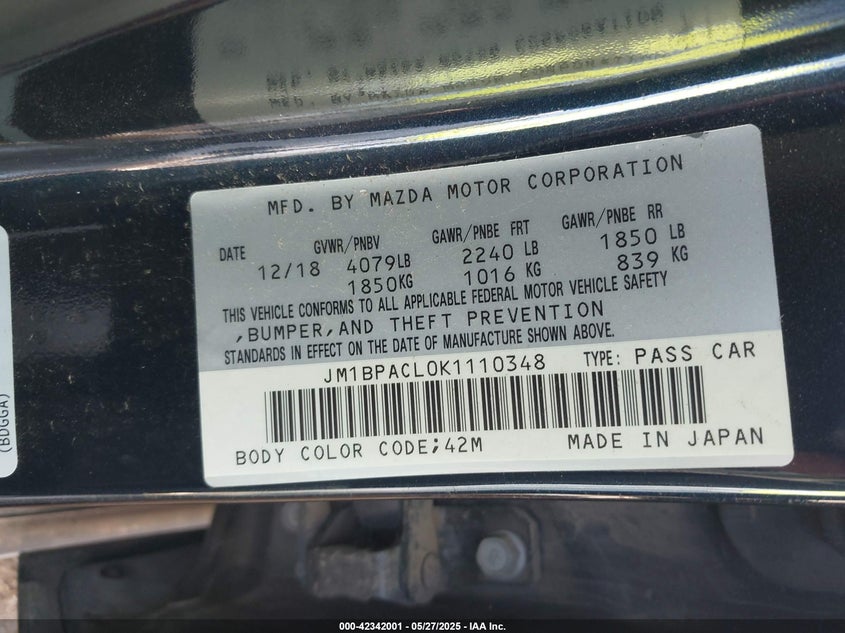 MFD. BY MAZDA MOTOR CORPORATION
DATE GVWR/PNBV GAWR/PNBE FRT GAWR/PNBE RR
12/18 4079LB 2240 LB 1850 LB
1850KG 1016 KG 839 KG
THIS VEHICLE CONFORMS TO ALL APPLICABLE FEDERAL MOTOR VEHICLE SAFETY
,BUMPER,AND THEFT PREVENTION
STANDARDS IN EFFECT ON THE DATE OF MANUFACTURE SHOWN ABOVE.
JM1BPACL0K1110348 TYPE: PASS CAR
BODY COLOR CODE;42M MADE IN JAPAN
(BDGGA)
000-42342001 - 05/27/2025 - IAA Inc.